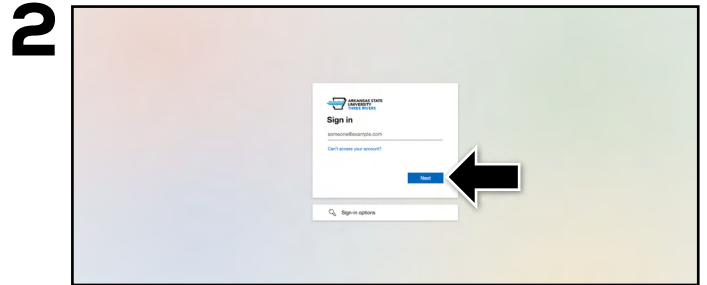 2
ARKANSAS STATE
UNIVERSITY
THREE RIVERS
Sign in
someone@example.com
Can't access your account?
Next
Sign-in options